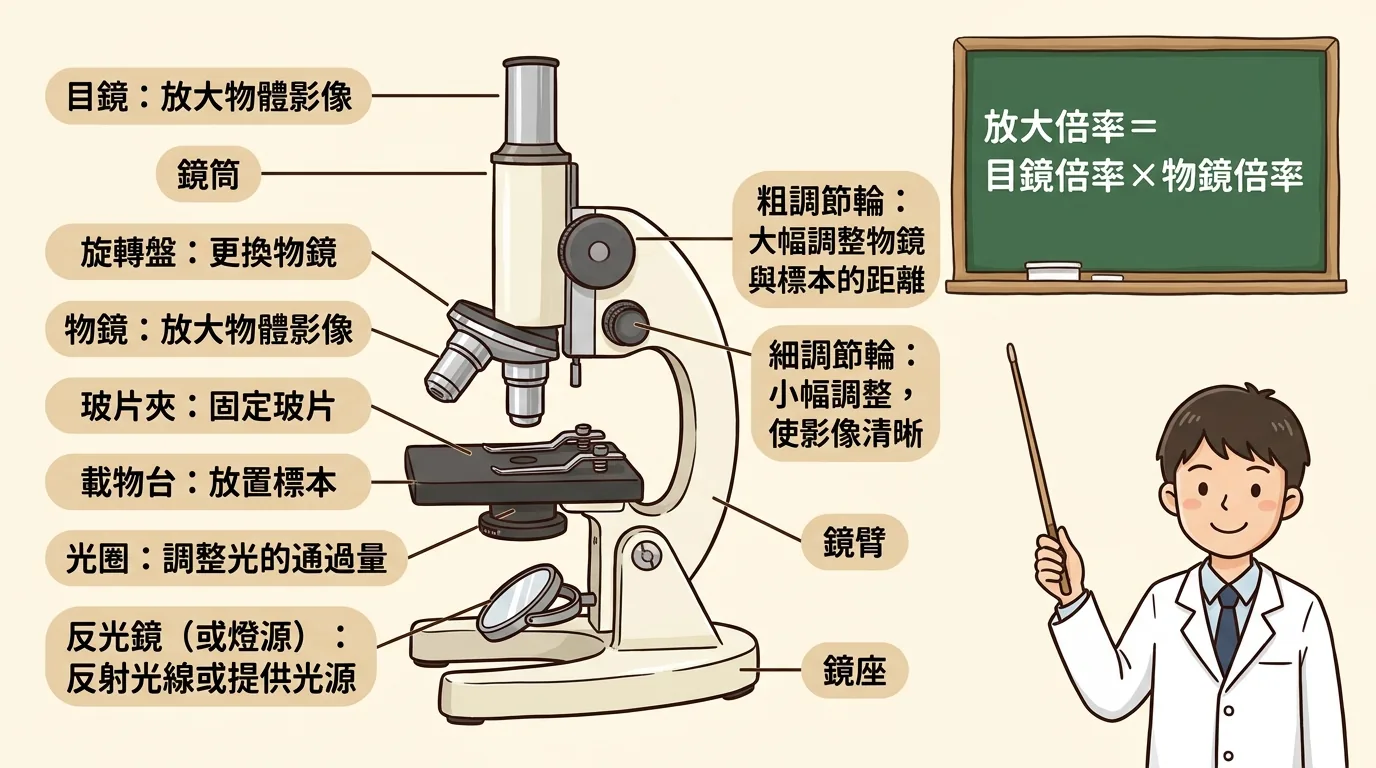 目鏡：放大物體影像
鏡筒
旋轉盤：更換物鏡
物鏡：放大物體影像
玻片夾：固定玻片
載物台：放置標本
光圈：調整光的通過量
反光鏡（或燈源）：
反射光線或提供光源
粗調節輪：
大幅調整物鏡
與標本的距離
細調節輪：
小幅調整，
使影像清晰
鏡臂
鏡座
放大倍率＝
目鏡倍率×物鏡倍率